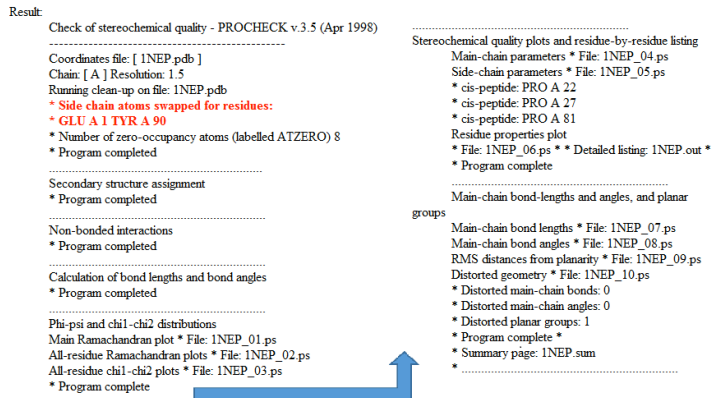 Result:
Check of stereochemical quality - PROCHECK v.3.5 (Apr 1998)
-----------------------------------------------
Coordinates file: [ 1NEP.pdb ]
Chain: [ A ] Resolution: 1.5
Running clean-up on file: 1NEP.pdb
* Side chain atoms swapped for residues:
* GLU A 1 TYR A 90
* Number of zero-occupancy atoms (labelled ATZERO) 8
* Program completed
......................................................................
Secondary structure assignment
* Program completed
.......................................................................
Non-bonded interactions
* Program completed
.......................................................................
Calculation of bond lengths and bond angles
* Program completed
.......................................................................
Phi-psi and chi1-chi2 distributions
Main Ramachandran plot * File: 1NEP_01.ps
All-residue Ramachandran plots * File: 1NEP_02.ps
All-residue chi1-chi2 plots * File: 1NEP_03.ps
* Program complete
.......................................................................
Stereochemical quality plots and residue-by-residue listing
Main-chain parameters * File: 1NEP_04.ps
Side-chain parameters * File: 1NEP_05.ps
* cis-peptide: PRO A 22
* cis-peptide: PRO A 27
* cis-peptide: PRO A 81
Residue properties plot
* File: 1NEP_06.ps * * Detailed listing: 1NEP.out *
* Program complete
.......................................................................
Main-chain bond-lengths and angles, and planar
groups
Main-chain bond lengths * File: 1NEP_07.ps
Main-chain bond angles * File: 1NEP_08.ps
RMS distances from planarity * File: 1NEP_09.ps
Distorted geometry * File: 1NEP_10.ps
* Distorted main-chain bonds: 0
* Distorted main-chain angles: 0
* Distorted planar groups: 1
* Program complete *
* Summary page: 1NEP.sum
* .......................................................................